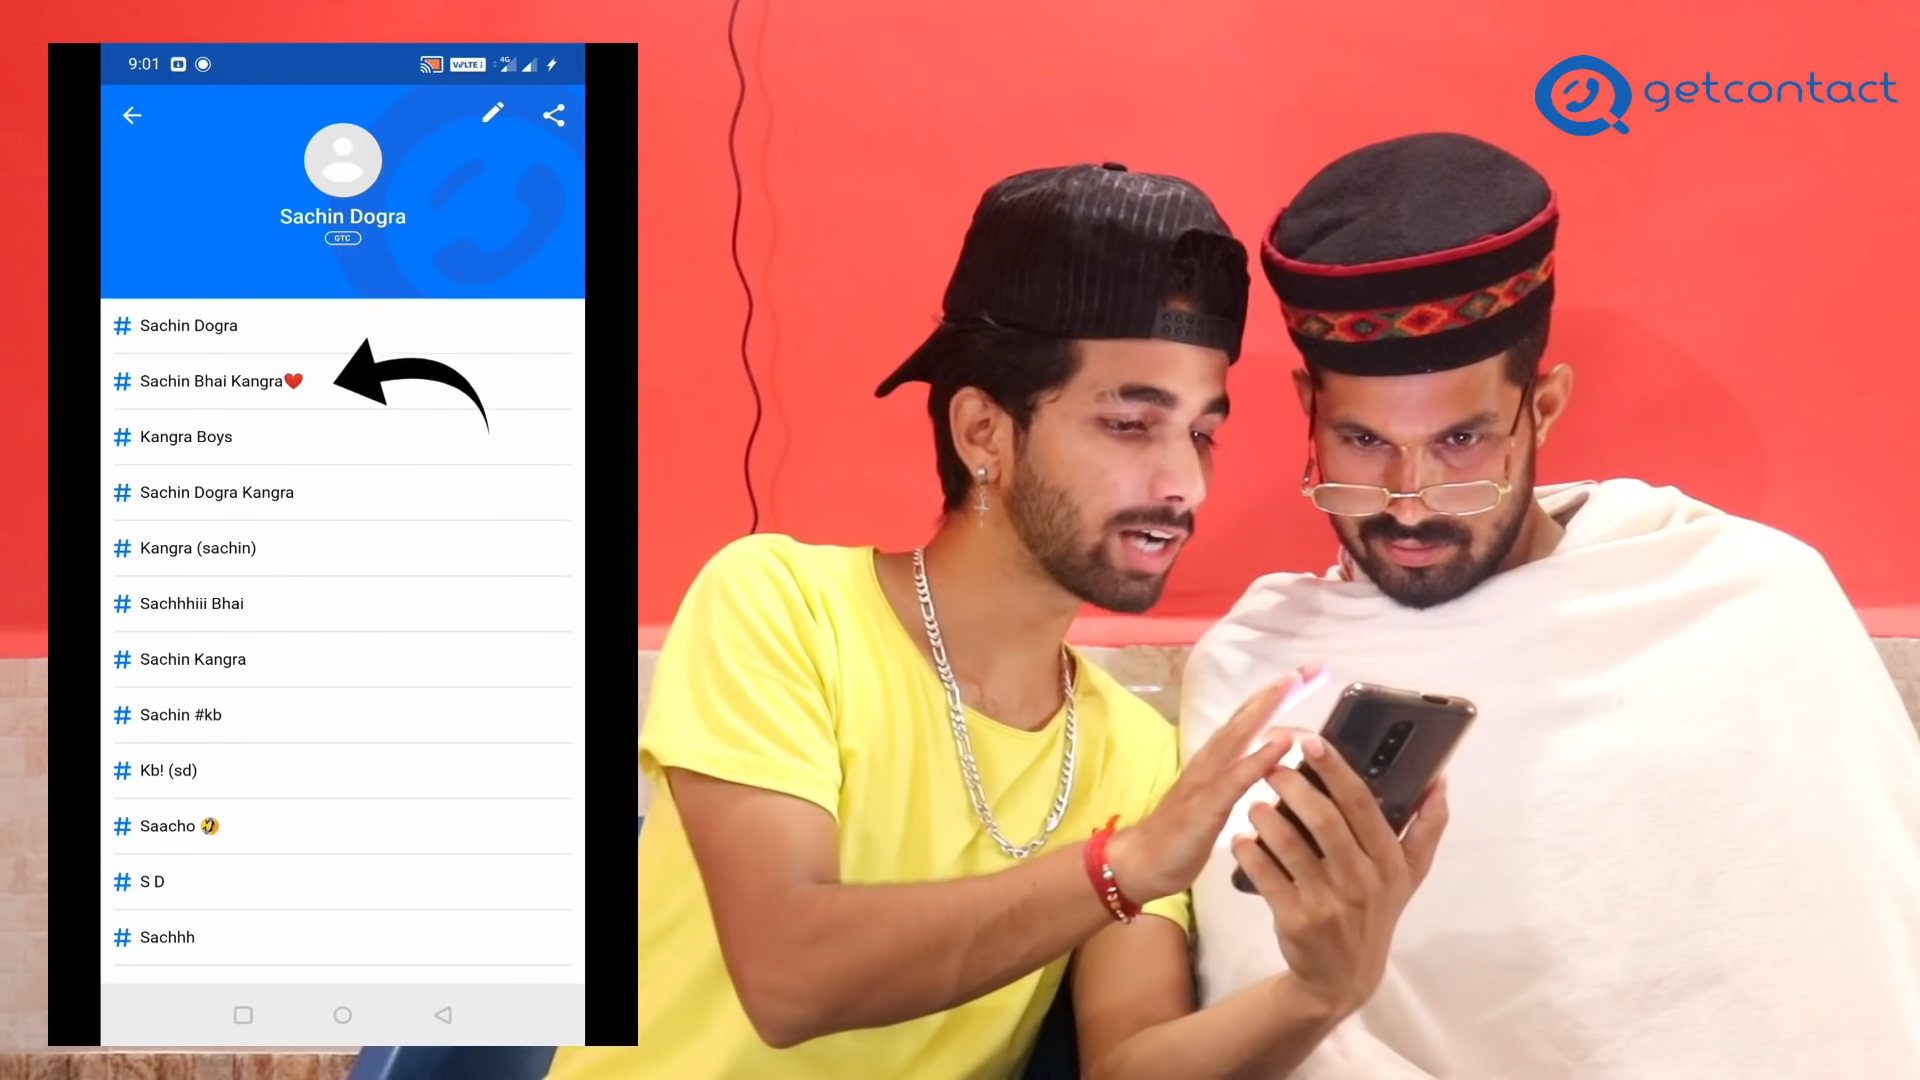 9:01
VoLTE
4G
getcontact
Sachin Dogra
GTC
# Sachin Dogra
# Sachin Bhai Kangra❤️
# Kangra Boys
# Sachin Dogra Kangra
# Kangra (sachin)
# Sachhhiii Bhai
# Sachin Kangra
# Sachin #kb
# Kb! (sd)
# Saacho 🤣
# S D
# Sachhh